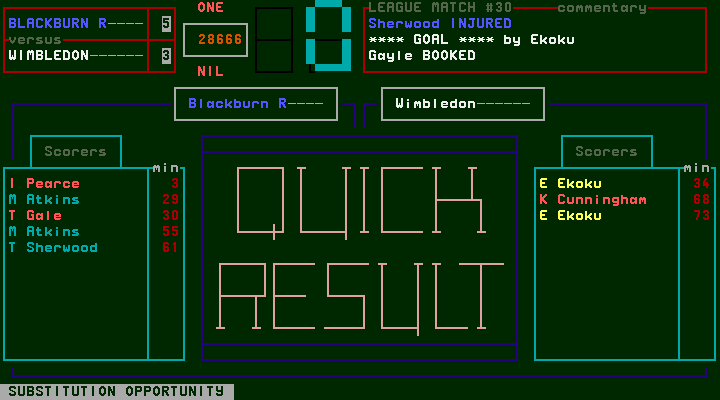 BLACKBURN R---- 5
versus
WIMBLEDON----- 3
ONE
28666
NIL
0
LEAGUE MATCH #30 commentary
Sherwood INJURED
**** GOAL **** by Ekoku
Gayle BOOKED
Blackburn R----
Wimbledon------
Scorers
min
I Pearce 3
M Atkins 29
T Gale 30
M Atkins 55
T Sherwood 61
QUICK
RESULT
Scorers
min
E Ekoku 34
K Cunningham 68
E Ekoku 73
SUBSTITUTION OPPORTUNITY